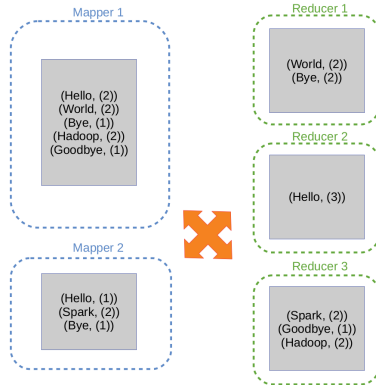 Mapper 1
(Hello, (2))
(World, (2))
(Bye, (1))
(Hadoop, (2))
(Goodbye, (1))
Mapper 2
(Hello, (1))
(Spark, (2))
(Bye, (1))
Reducer 1
(World, (2))
(Bye, (2))
Reducer 2
(Hello, (3))
Reducer 3
(Spark, (2))
(Goodbye, (1))
(Hadoop, (2))